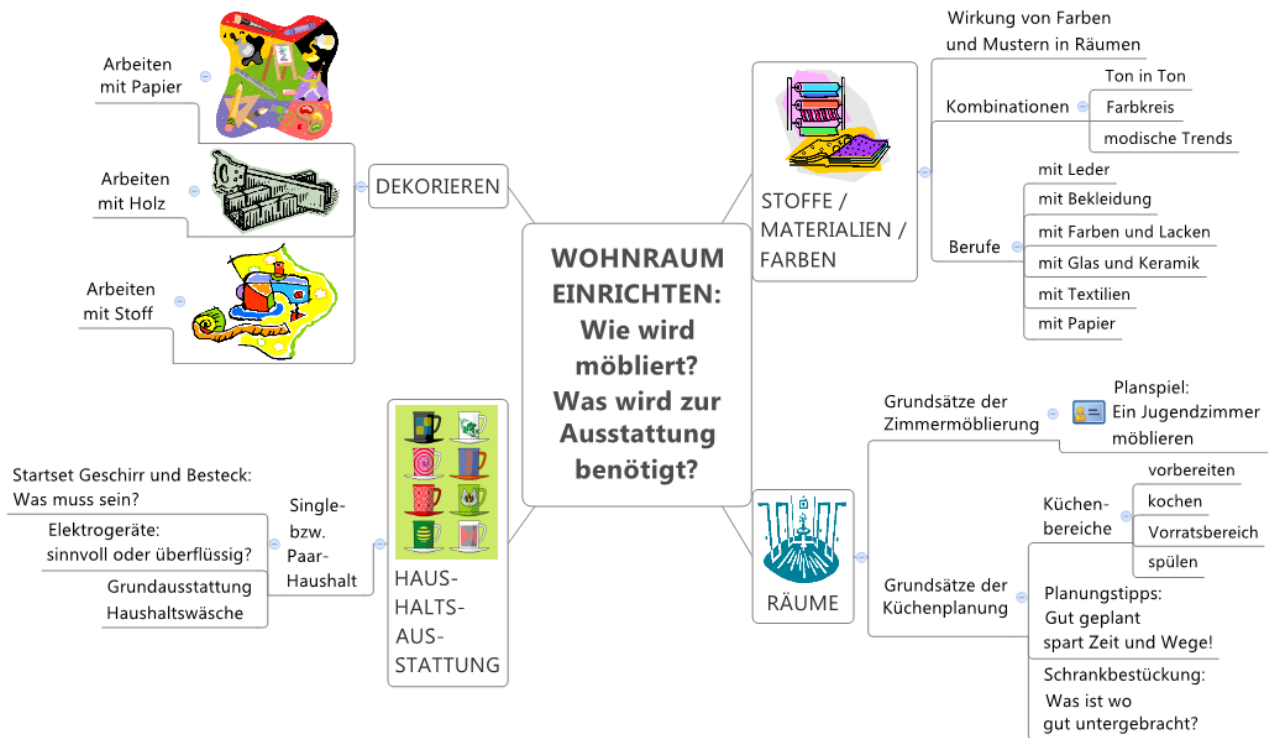 WOHNRAUM
EINRICHTEN:
Wie wird
möbliert?
Was wird zur
Ausstattung
benötigt?
DEKORIEREN
Arbeiten
mit Papier
Arbeiten
mit Holz
Arbeiten
mit Stoff
HAUS-
HALTS-
AUS-
STATTUNG
Single-
bzw.
Paar-
Haushalt
Startset Geschirr und Besteck:
Was muss sein?
Elektrogeräte:
sinnvoll oder überflüssig?
Grundausstattung
Haushaltswäsche
STOFFE /
MATERIALIEN /
FARBEN
Wirkung von Farben
und Mustern in Räumen
Kombinationen
Ton in Ton
Farbkreis
modische Trends
Berufe
mit Leder
mit Bekleidung
mit Farben und Lacken
mit Glas und Keramik
mit Textilien
mit Papier
RÄUME
Grundsätze der
Zimmermöblierung
Planspiel:
Ein Jugendzimmer
möblieren
Grundsätze der
Küchenplanung
Küchen-
bereiche
vorbereiten
kochen
Vorratsbereich
spülen
Planungstipps:
Gut geplant
spart Zeit und Wege!
Schrankbestückung:
Was ist wo
gut untergebracht?